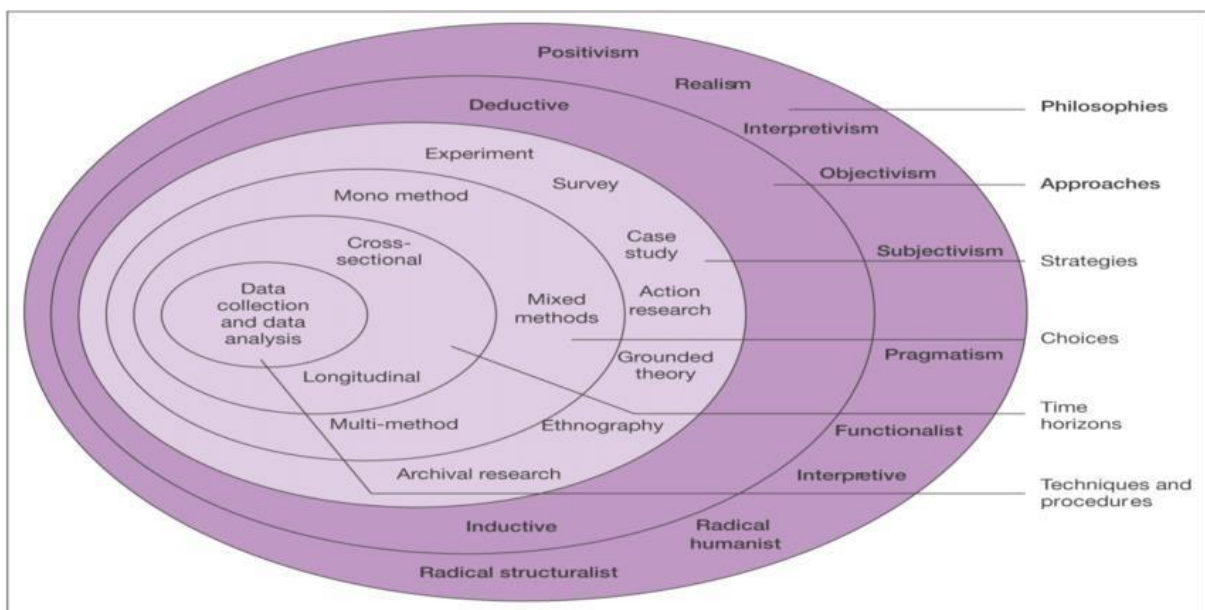 Positivism
Realism
Philosophies
Deductive
Interpretivism
Experiment
Objectivism
Approaches
Survey
Mono method
Case
study
Subjectivism
Strategies
Cross-
sectional
Data
collection
and data
analysis
Mixed
methods
Action
research
Choices
Pragmatism
Grounded
theory
Longitudinal
Time
horizons
Multi-method
Ethnography
Functionalist
Archival research
Interpretive
Techniques and
procedures
Inductive
Radical
humanist
Radical structuralist